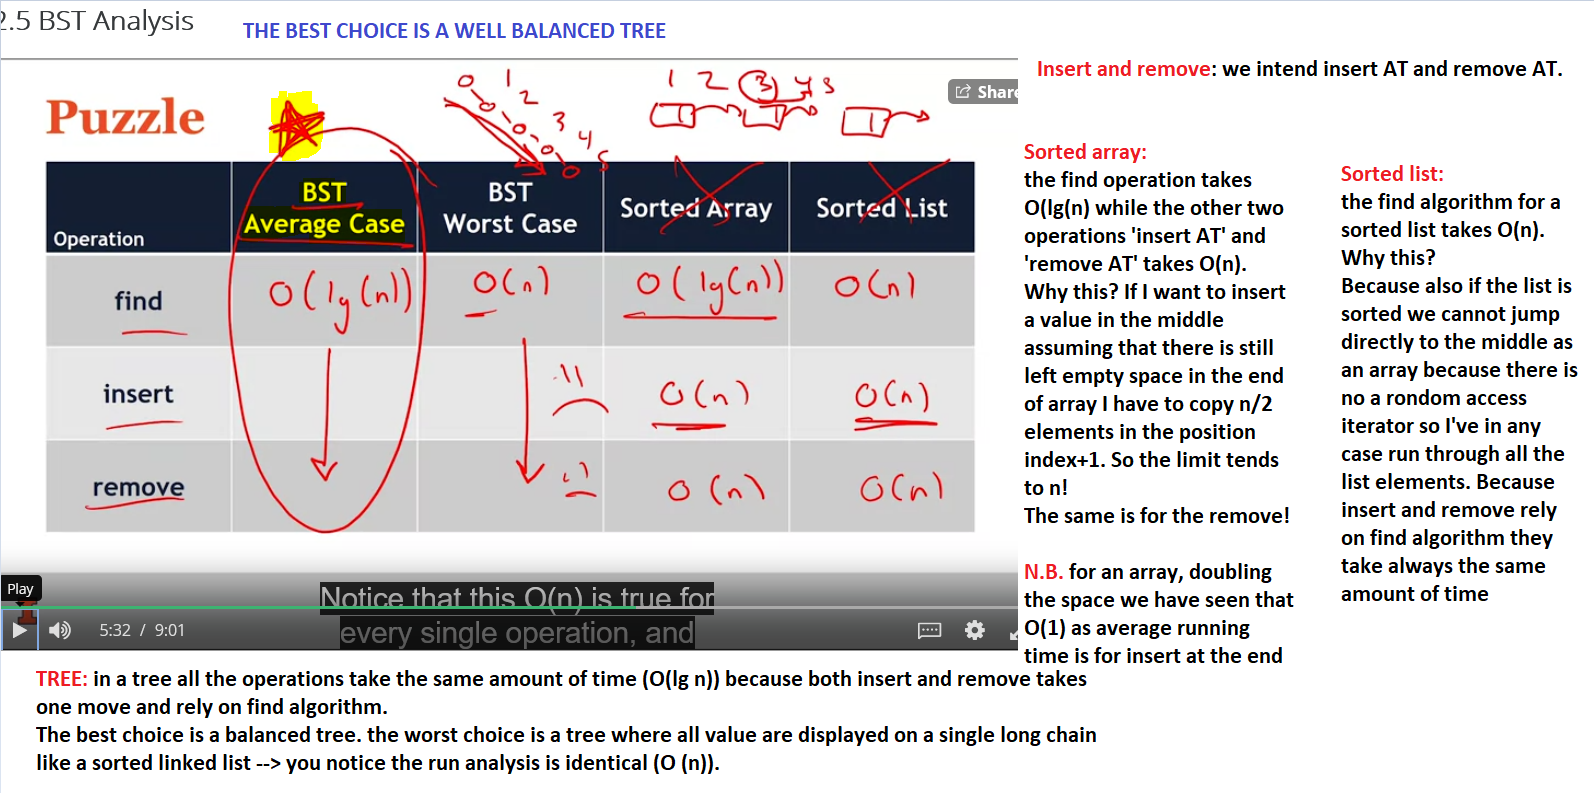 2.5 BST Analysis
THE BEST CHOICE IS A WELL BALANCED TREE
Insert and remove: we intend insert AT and remove AT.
Puzzle
0 1 2 3 4 5
1 2 3 4 5
Share
Operation
BST
Average Case
BST
Worst Case
Sorted Array
Sorted List
find
O(lg(n))
O(n)
O(lg(n))
O(n)
insert
O(n)
O(n)
remove
O(n)
O(n)
Notice that this O(n) is true for
every single operation, and
Play
5:32 / 9:01
Sorted array:
the find operation takes
O(lg(n) while the other two
operations 'insert AT' and
'remove AT' takes O(n).
Why this? If I want to insert
a value in the middle
assuming that there is still
left empty space in the end
of array I have to copy n/2
elements in the position
index+1. So the limit tends
to n!
The same is for the remove!
N.B. for an array, doubling
the space we have seen that
O(1) as average running
time is for insert at the end
Sorted list:
the find algorithm for a
sorted list takes O(n).
Why this?
Because also if the list is
sorted we cannot jump
directly to the middle as
an array because there is
no a rondom access
iterator so I've in any
case run through all the
list elements. Because
insert and remove rely
on find algorithm they
take always the same
amount of time
TREE: in a tree all the operations take the same amount of time (O(lg n)) because both insert and remove takes
one move and rely on find algorithm.
The best choice is a balanced tree. the worst choice is a tree where all value are displayed on a single long chain
like a sorted linked list --> you notice the run analysis is identical (O (n)).